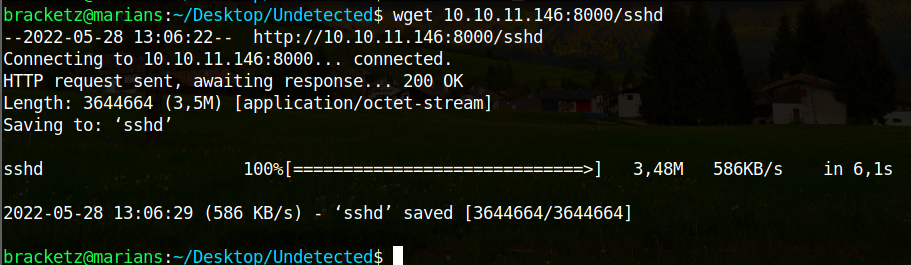 bracketz@marians:~/Desktop/Undetected$ wget 10.10.11.146:8000/sshd
--2022-05-28 13:06:22--  http://10.10.11.146:8000/sshd
Connecting to 10.10.11.146:8000... connected.
HTTP request sent, awaiting response... 200 OK
Length: 3644664 (3,5M) [application/octet-stream]
Saving to: ‘sshd’
sshd                    100%[=============================>]   3,48M   586KB/s    in 6,1s
2022-05-28 13:06:29 (586 KB/s) - ‘sshd’ saved [3644664/3644664]
bracketz@marians:~/Desktop/Undetected$